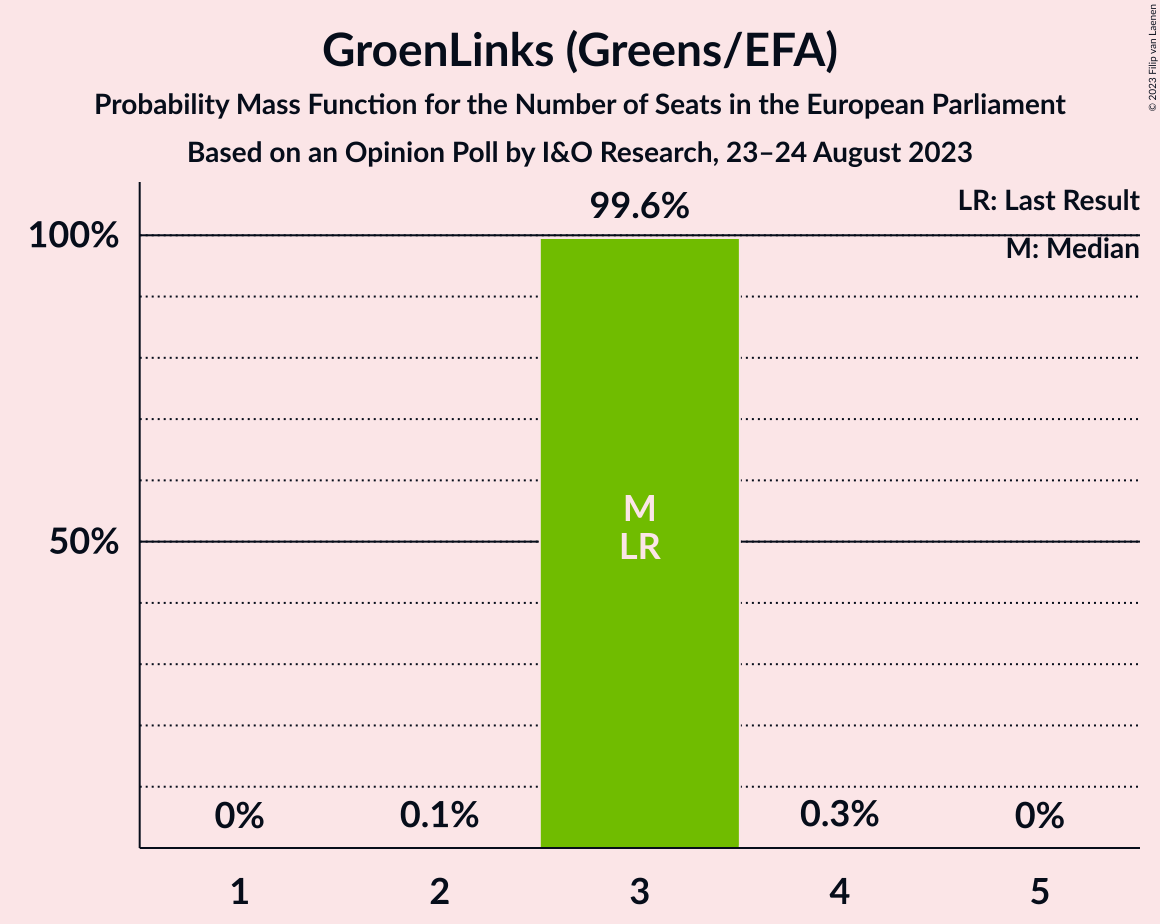 GroenLinks (Greens/EFA)
Probability Mass Function for the Number of Seats in the European Parliament
Based on an Opinion Poll by I&O Research, 23–24 August 2023
© 2023 Filip van Laenen
LR: Last Result
M: Median
99.6%
100%
50%
M
LR
0%
0.1%
0.3%
0%
1
2
3
4
5